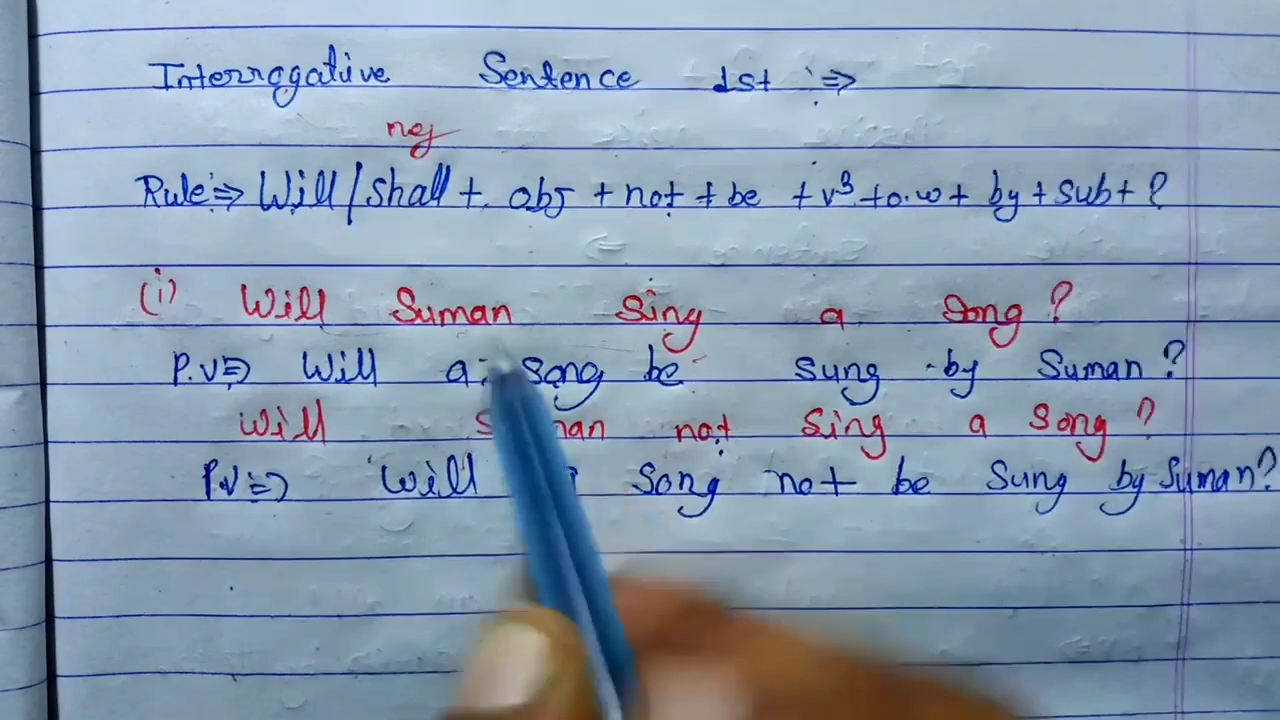 Interrogative Sentence 1st :⇒
neg
Rule ⇒ Will/Shall + obj + not + be + v³ + o.w + by + sub + ?
(i) Will Suman Sing a Song?
P.V ⇒ Will a song be sung by Suman?
Will not Sing a Song?
P.V ⇒ Will Song not be Sung by Suman?